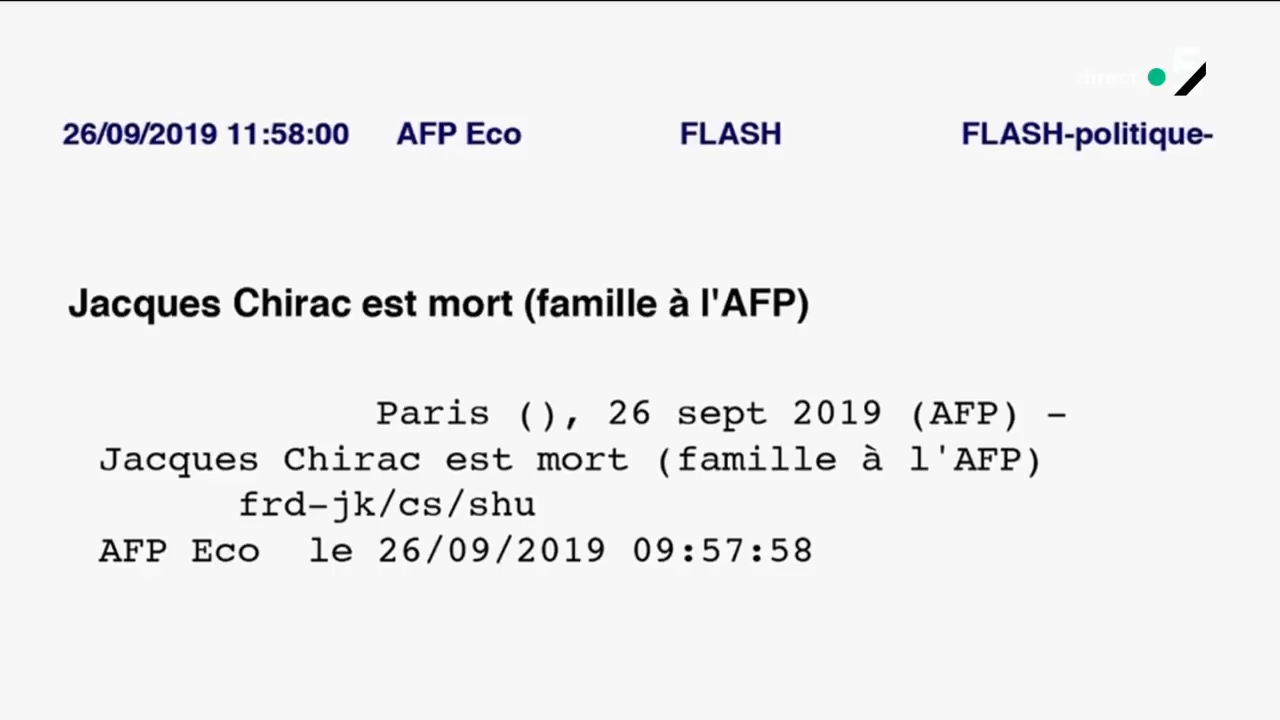 direct
26/09/2019 11:58:00 AFP Eco FLASH FLASH-politique-
Jacques Chirac est mort (famille à l'AFP)
Paris (), 26 sept 2019 (AFP) -
Jacques Chirac est mort (famille à l'AFP)
frd-jk/cs/shu
AFP Eco le 26/09/2019 09:57:58